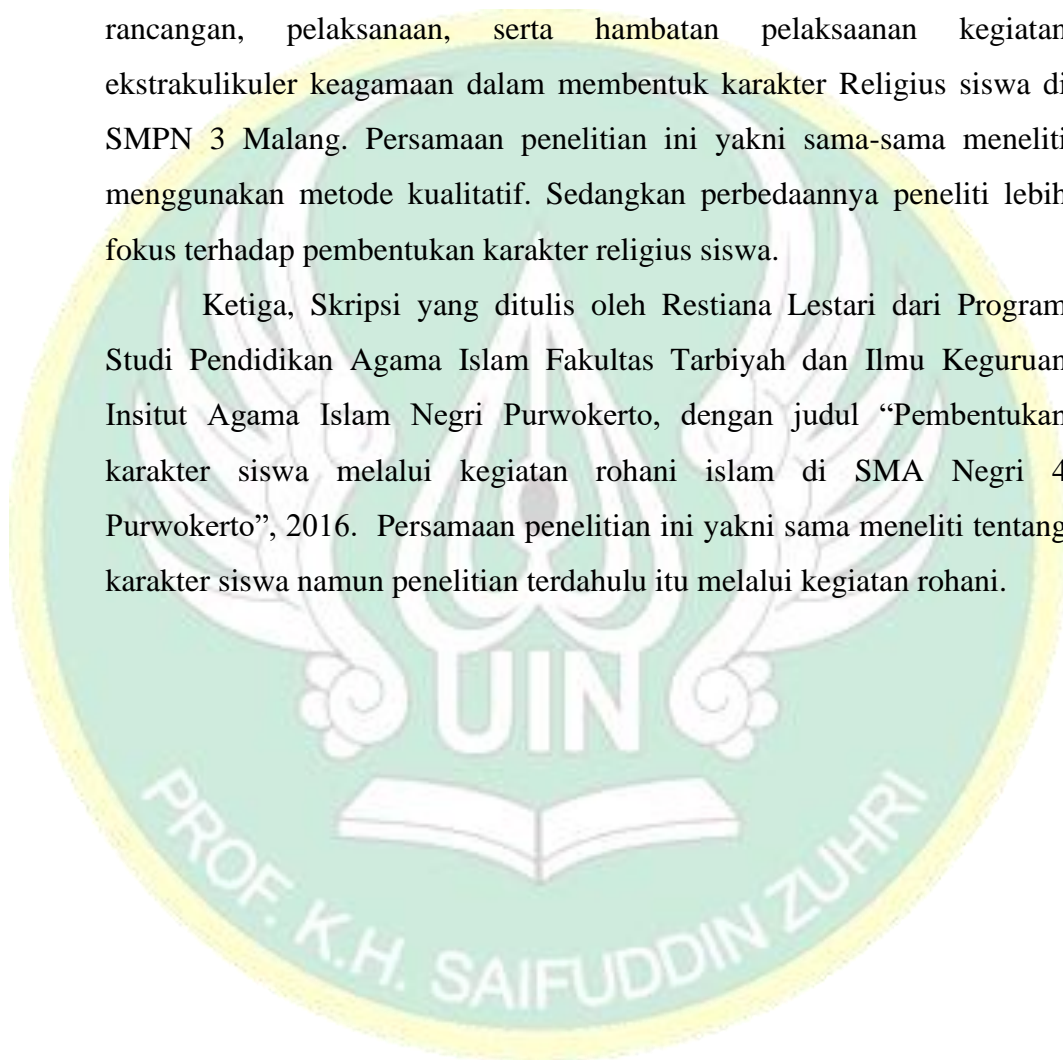 rancangan, pelaksanaan, serta hambatan pelaksaanan kegiatan
ekstrakulikuler keagamaan dalam membentuk karakter Religius siswa di
SMPN 3 Malang. Persamaan penelitian ini yakni sama-sama meneliti
menggunakan metode kualitatif. Sedangkan perbedaannya peneliti lebih
fokus terhadap pembentukan karakter religius siswa.
Ketiga, Skripsi yang ditulis oleh Restiana Lestari dari Program
Studi Pendidikan Agama Islam Fakultas Tarbiyah dan Ilmu Keguruan
Insitut Agama Islam Negri Purwokerto, dengan judul “Pembentukan
karakter siswa melalui kegiatan rohani islam di SMA Negri 4
Purwokerto”, 2016. Persamaan penelitian ini yakni sama meneliti tentang
karakter siswa namun penelitian terdahulu itu melalui kegiatan rohani.
UIN
PROF. K.H. SAIFUDDIN ZUHRI